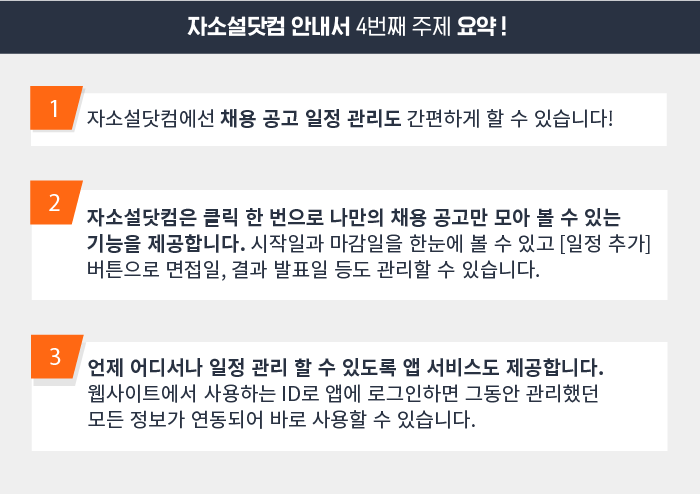 자소설닷컴 안내서 4번째 주제 요약!
1
자소설닷컴에선 채용 공고 일정 관리도 간편하게 할 수 있습니다!
2
자소설닷컴은 클릭 한 번으로 나만의 채용 공고만 모아 볼 수 있는
기능을 제공합니다. 시작일과 마감일을 한눈에 볼 수 있고 [일정 추가]
버튼으로 면접일, 결과 발표일 등도 관리할 수 있습니다.
3
언제 어디서나 일정 관리 할 수 있도록 앱 서비스도 제공합니다.
웹사이트에서 사용하는 ID로 앱에 로그인하면 그동안 관리했던
모든 정보가 연동되어 바로 사용할 수 있습니다.